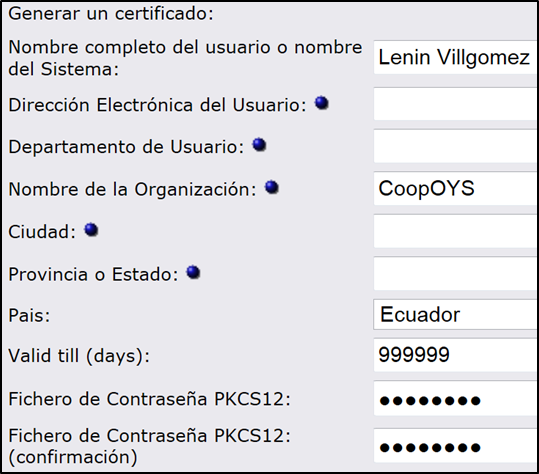 Generar un certificado:
Nombre completo del usuario o nombre
del Sistema:
Lenin Villgomez
Dirección Electrónica del Usuario:
Departamento de Usuario:
Nombre de la Organización:
CoopOYS
Ciudad:
Provincia o Estado:
Pais:
Ecuador
Valid till (days):
999999
Fichero de Contraseña PKCS12:
●●●●●●●●
Fichero de Contraseña PKCS12:
(confirmación)
●●●●●●●●